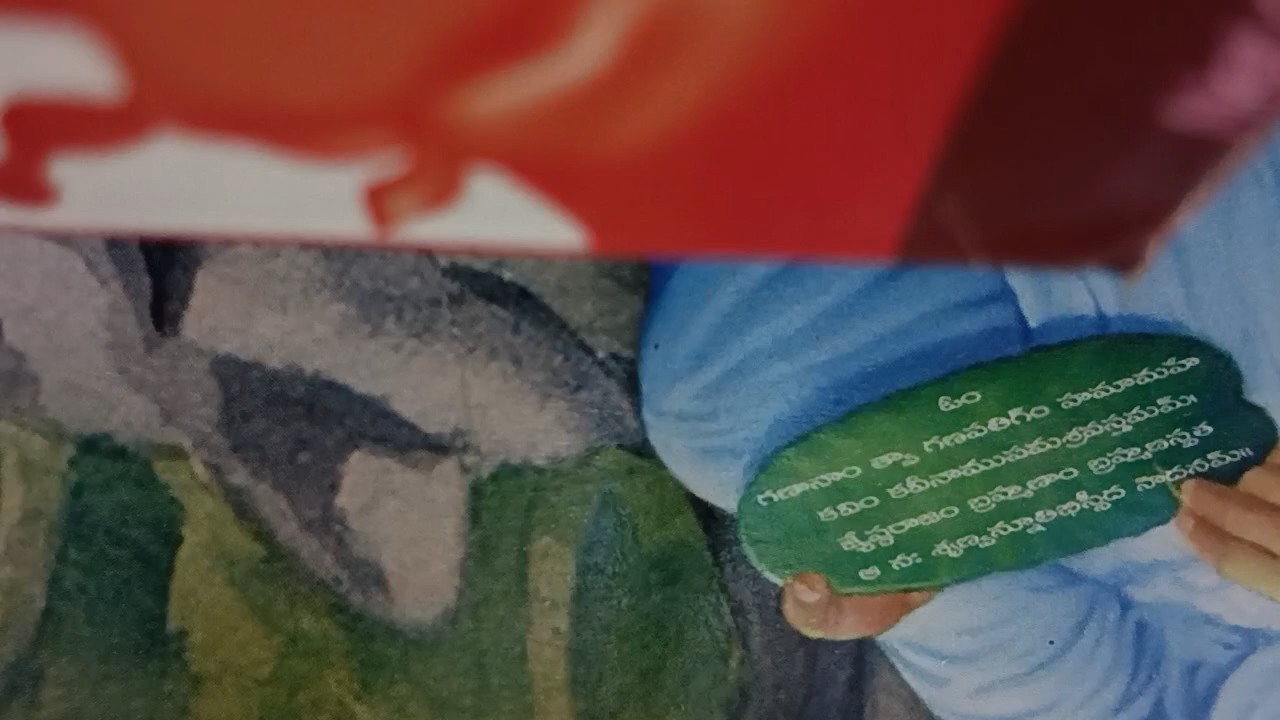 ఓం
గణానాం త్వా గణపతిగ్ం హవామహే
కవిం కవీనాముపమశ్రవస్తమమ్।
జ్యేష్ఠరాజం బ్రహ్మణాం బ్రహ్మణస్పత
ఆ నః శృణ్వన్నూతిభిస్సీద సాదనమ్॥